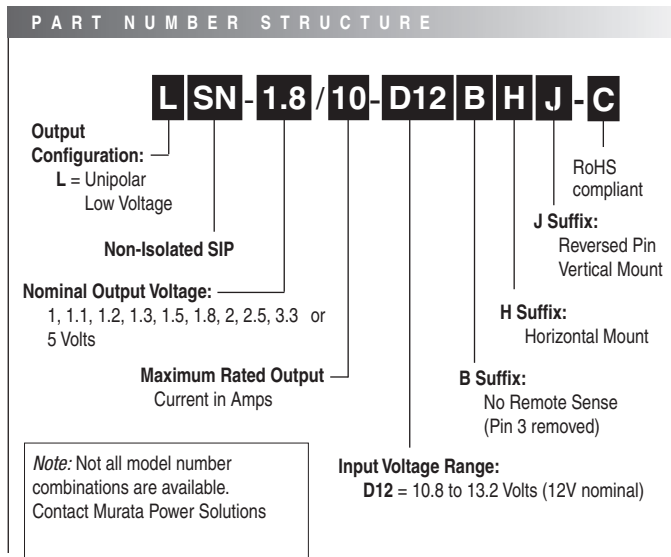 PART NUMBER STRUCTURE
L SN - 1.8 / 10 - D12 B H J - C
Output
Configuration:
L = Unipolar
Low Voltage
Non-Isolated SIP
Nominal Output Voltage:
1, 1.1, 1.2, 1.3, 1.5, 1.8, 2, 2.5, 3.3 or
5 Volts
Maximum Rated Output
Current in Amps
Note: Not all model number
combinations are available.
Contact Murata Power Solutions
RoHS
compliant
J Suffix:
Reversed Pin
Vertical Mount
H Suffix:
Horizontal Mount
B Suffix:
No Remote Sense
(Pin 3 removed)
Input Voltage Range:
D12 = 10.8 to 13.2 Volts (12V nominal)